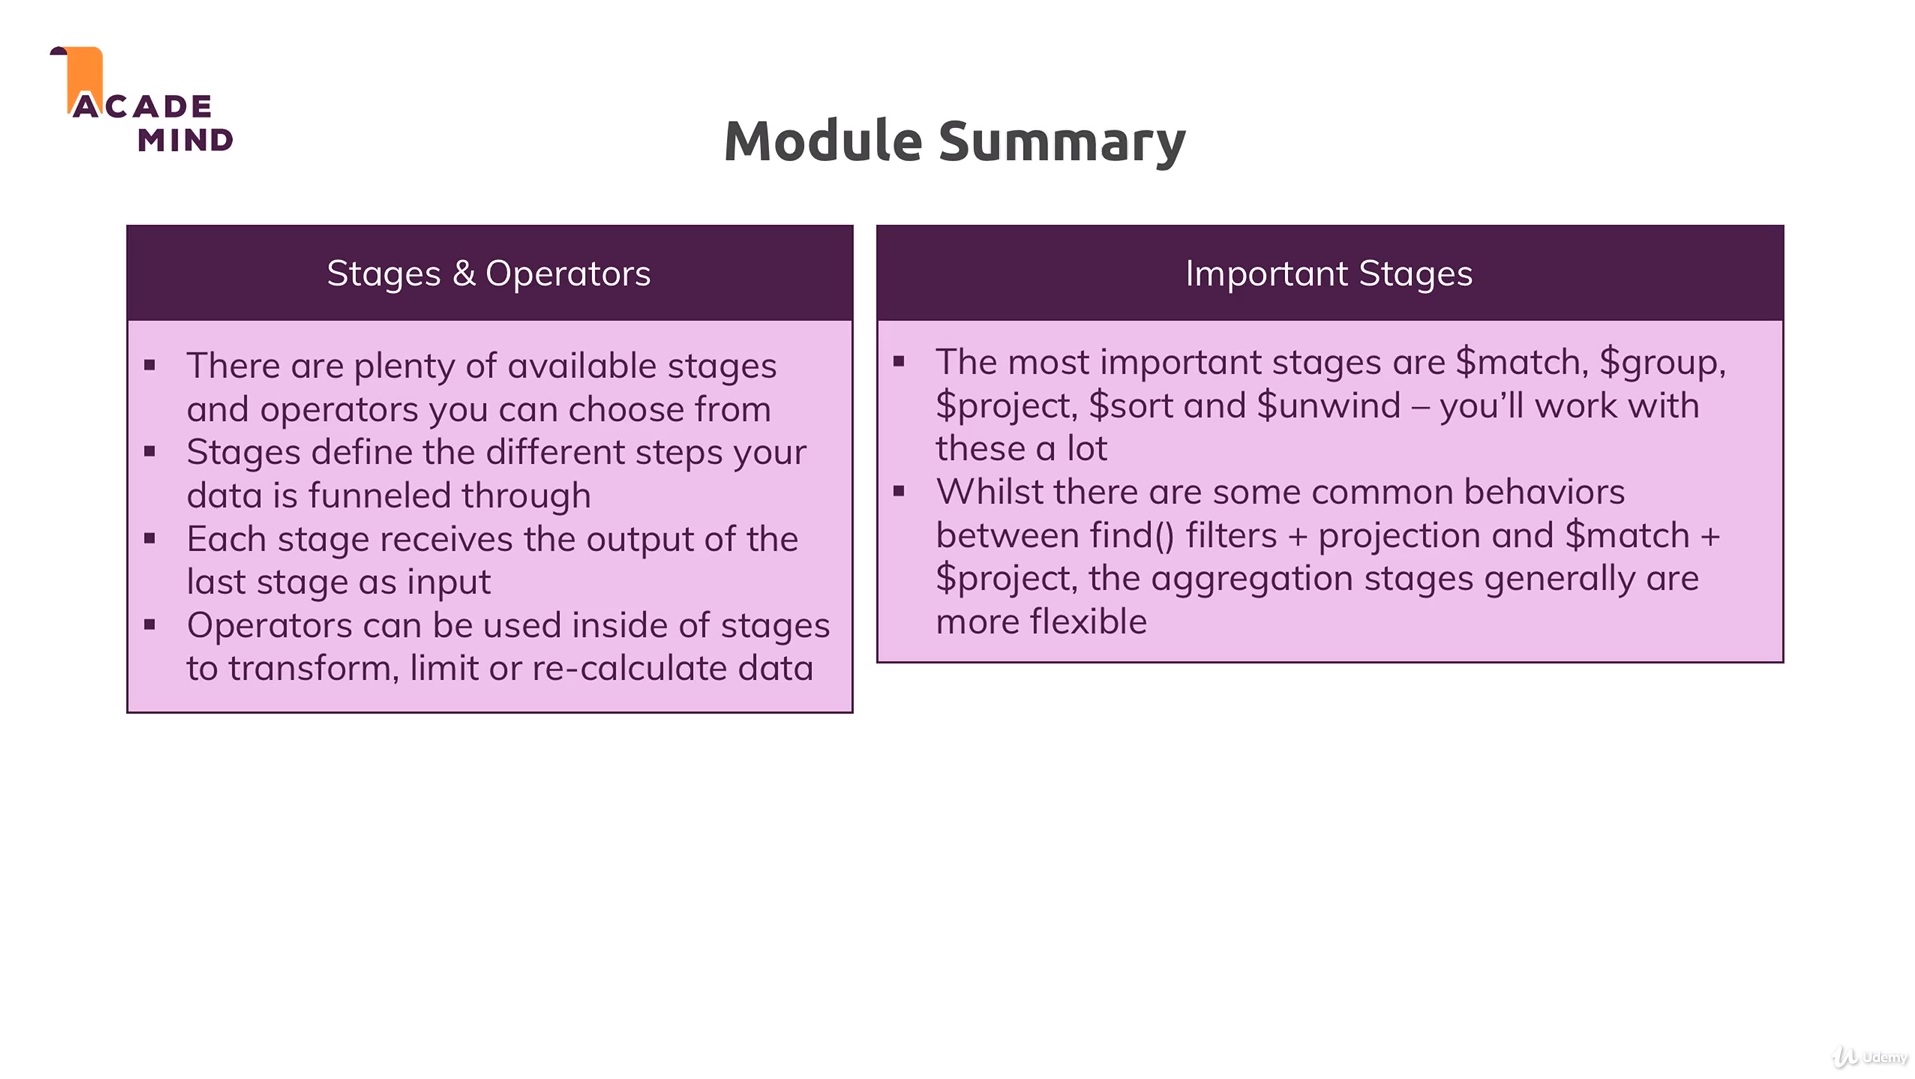 ACADE
MIND
Module Summary
Stages & Operators
▪ There are plenty of available stages
and operators you can choose from
▪ Stages define the different steps your
data is funneled through
▪ Each stage receives the output of the
last stage as input
▪ Operators can be used inside of stages
to transform, limit or re-calculate data
Important Stages
▪ The most important stages are $match, $group,
$project, $sort and $unwind – you’ll work with
these a lot
▪ Whilst there are some common behaviors
between find() filters + projection and $match +
$project, the aggregation stages generally are
more flexible
Udemy